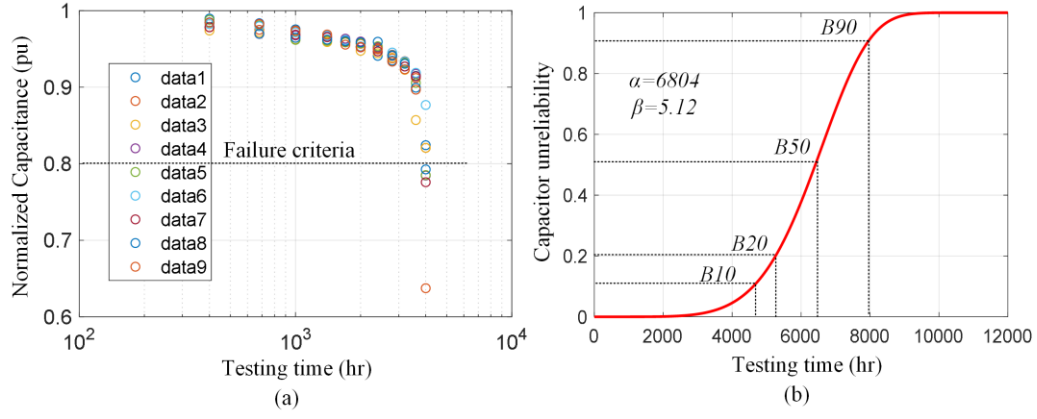 Normalized Capacitance (pu)
1
0.9
0.8
0.7
0.6
data1
data2
data3
data4
data5
data6
data7
data8
data9
Failure criteria
10^2
10^3
10^4
Testing time (hr)
(a)
Capacitor unreliability
1
0.8
0.6
0.4
0.2
0
B90
α=6804
β=5.12
B50
B20
B10
0 2000 4000 6000 8000 10000 12000
Testing time (hr)
(b)